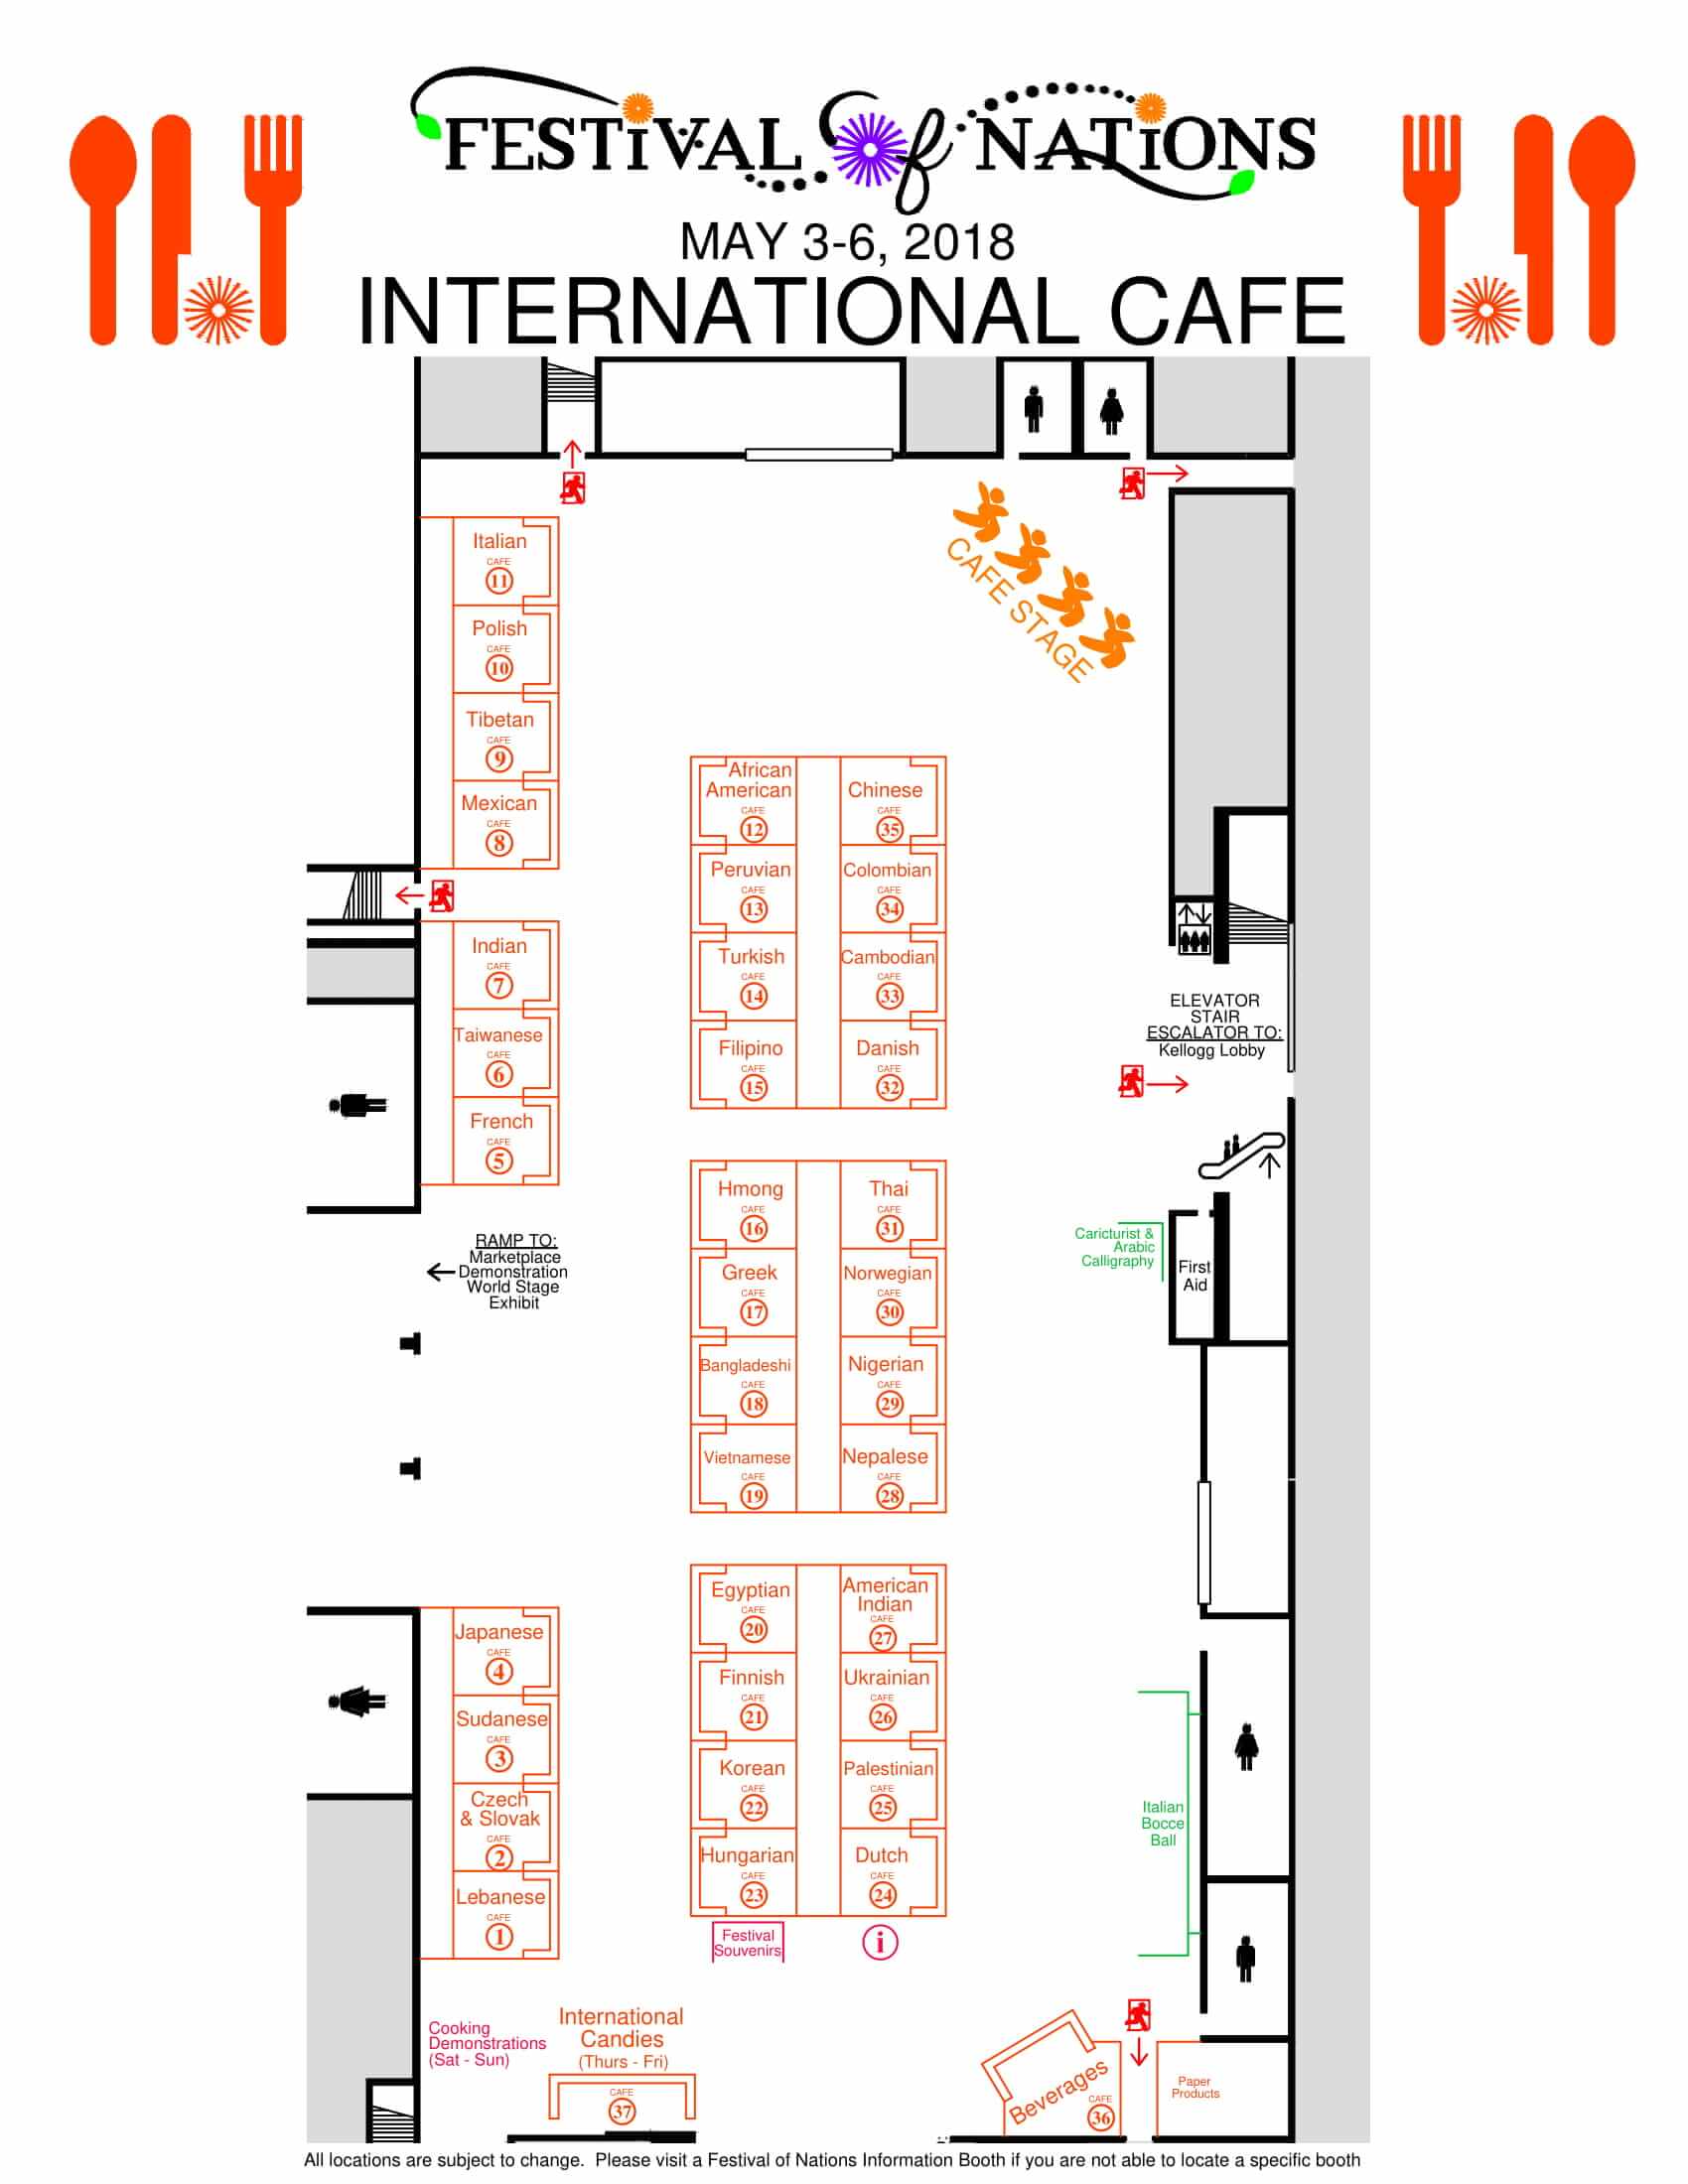 FESTiVAL of NATiONS
MAY 3-6, 2018
INTERNATIONAL CAFE
CAFE STAGE
Italian
CAFE
11
Polish
CAFE
10
Tibetan
CAFE
9
Mexican
CAFE
8
Indian
CAFE
7
Taiwanese
CAFE
6
French
CAFE
5
RAMP TO:
Marketplace
Demonstration
World Stage
Exhibit
Japanese
CAFE
4
Sudanese
CAFE
3
Czech
& Slovak
CAFE
2
Lebanese
CAFE
1
African
American
CAFE
12
Peruvian
CAFE
13
Turkish
CAFE
14
Filipino
CAFE
15
Chinese
CAFE
35
Colombian
CAFE
34
Cambodian
CAFE
33
Danish
CAFE
32
Hmong
CAFE
16
Greek
CAFE
17
Bangladeshi
CAFE
18
Vietnamese
CAFE
19
Thai
CAFE
31
Norwegian
CAFE
30
Nigerian
CAFE
29
Nepalese
CAFE
28
Egyptian
CAFE
20
Finnish
CAFE
21
Korean
CAFE
22
Hungarian
CAFE
23
American
Indian
CAFE
27
Ukrainian
CAFE
26
Palestinian
CAFE
25
Dutch
CAFE
24
Festival
Souvenirs
i
ELEVATOR
STAIR
ESCALATOR TO:
Kellogg Lobby
Caricturist &
Arabic
Calligraphy
First
Aid
Italian
Bocce
Ball
Cooking
Demonstrations
(Sat - Sun)
International
Candies
(Thurs - Fri)
CAFE
37
Beverages
CAFE
36
Paper
Products
All locations are subject to change.  Please visit a Festival of Nations Information Booth if you are not able to locate a specific booth